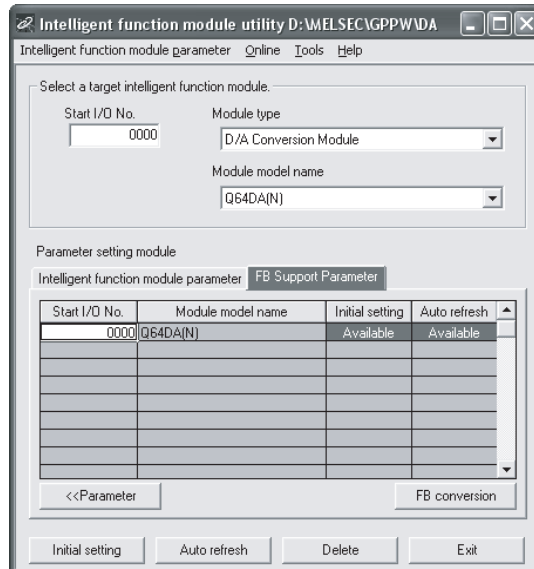 Intelligent function module utility D:\MELSEC\GPPW\DA
Intelligent function module parameter Online Tools Help
Select a target intelligent function module.
Start I/O No.
0000
Module type
D/A Conversion Module
Module model name
Q64DA(N)
Parameter setting module
Intelligent function module parameter FB Support Parameter
Start I/O No. Module model name Initial setting Auto refresh
0000 Q64DA(N) Available Available
<<Parameter FB conversion
Initial setting Auto refresh Delete Exit